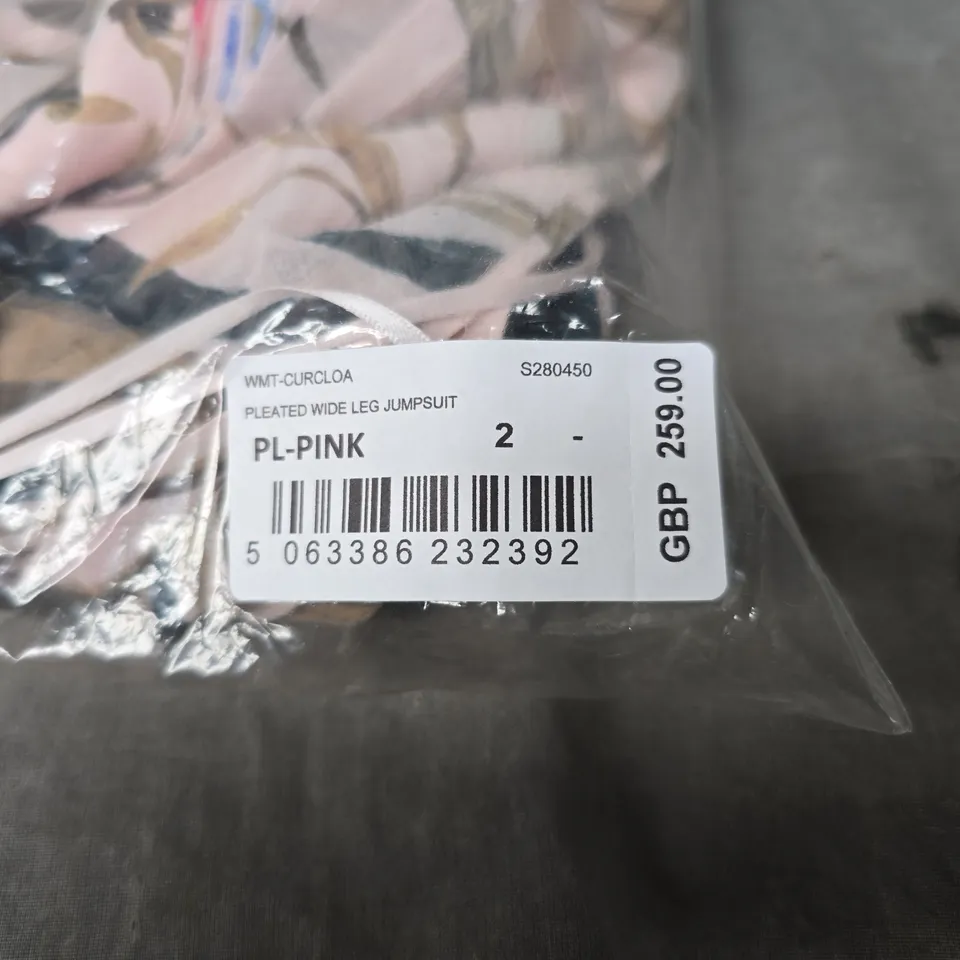 WMT-CURCLOA S280450
PLEATED WIDE LEG JUMPSUIT
PL-PINK 2 -
5 063386 232392
GBP 259.00